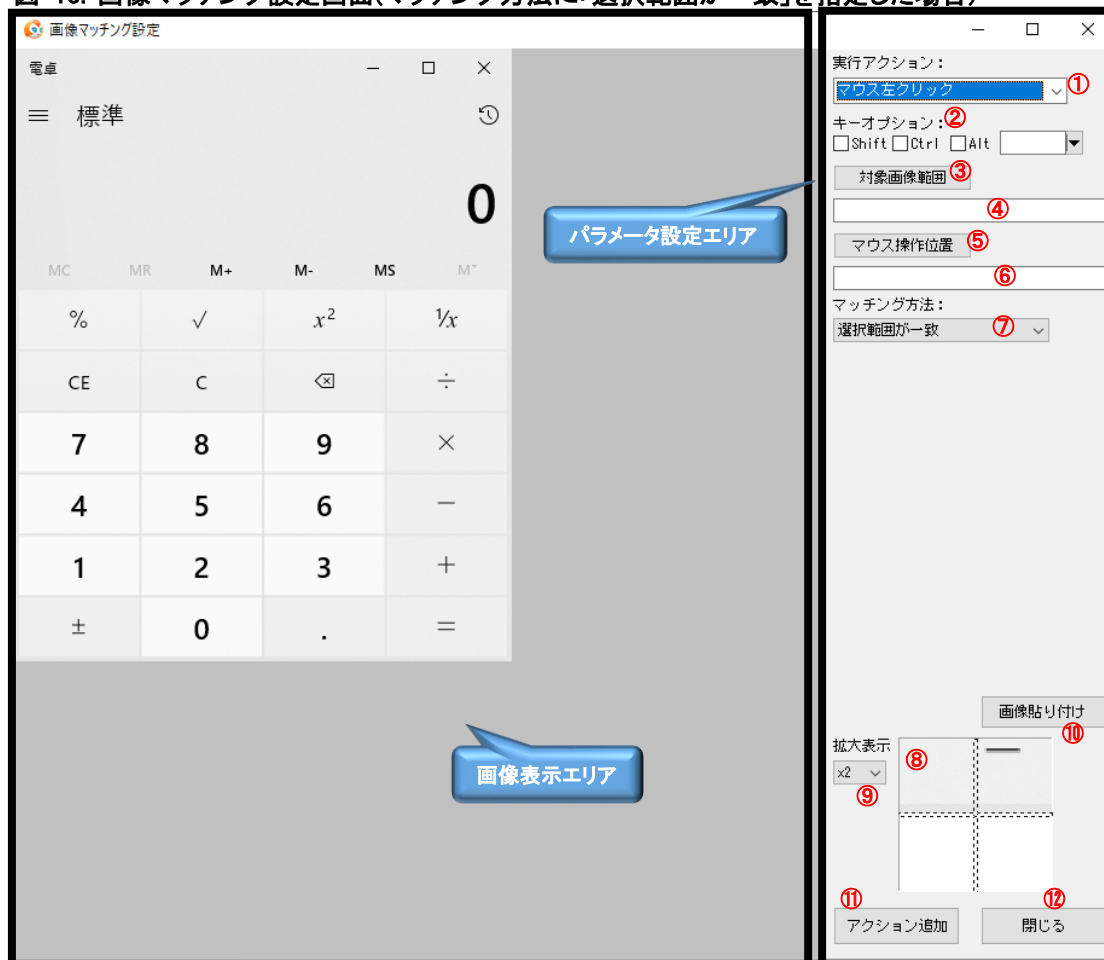 画像マッチング設定
電卓
標準
0
MC MR M+ M- MS M˅
% √ x² ¹/x
CE C ÷
7 8 9 ×
4 5 6 −
1 2 3 +
± 0 . =
パラメータ設定エリア
画像表示エリア
実行アクション：
マウス左クリック ①
キーオプション：②
Shift Ctrl Alt
対象画像範囲 ③
④
マウス操作位置 ⑤
⑥
マッチング方法：
選択範囲が一致 ⑦
画像貼り付け
⑩
拡大表示
⑧
x2
⑨
⑪ ⑫
アクション追加 閉じる